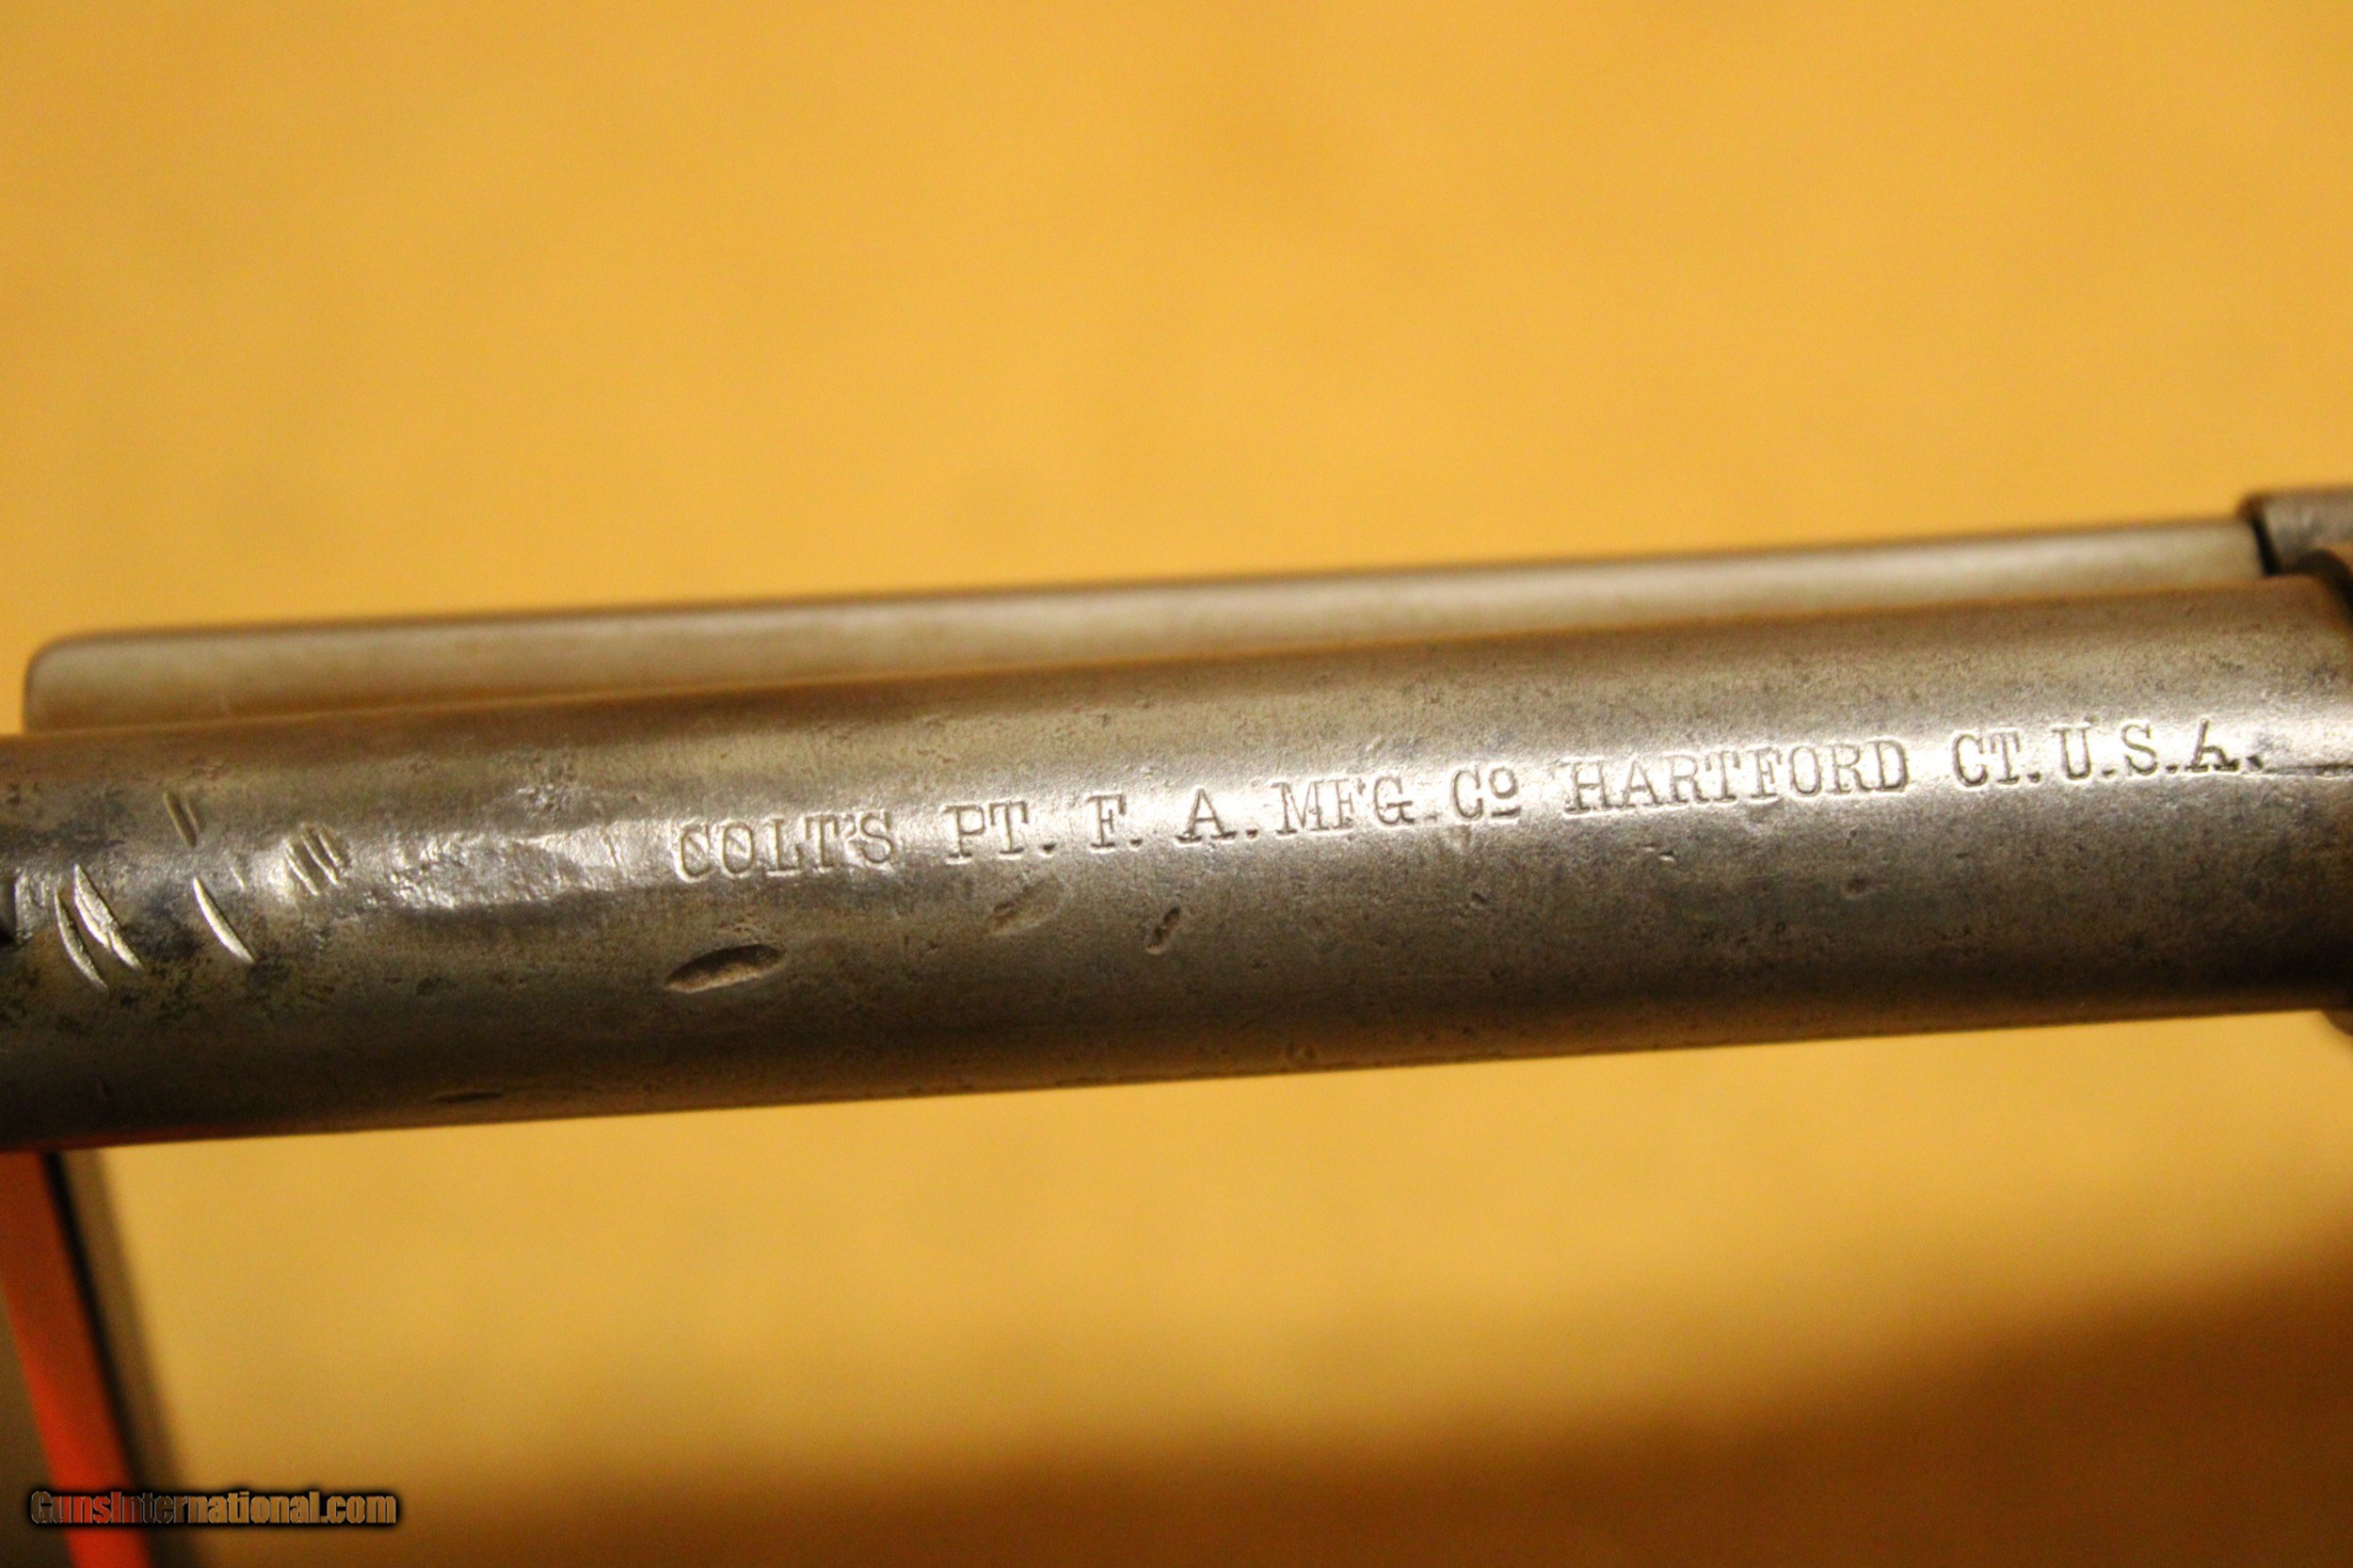 COLT'S PT. F. A. MFG. Co HARTFORD CT. U.S.A.
GunsInternational.com